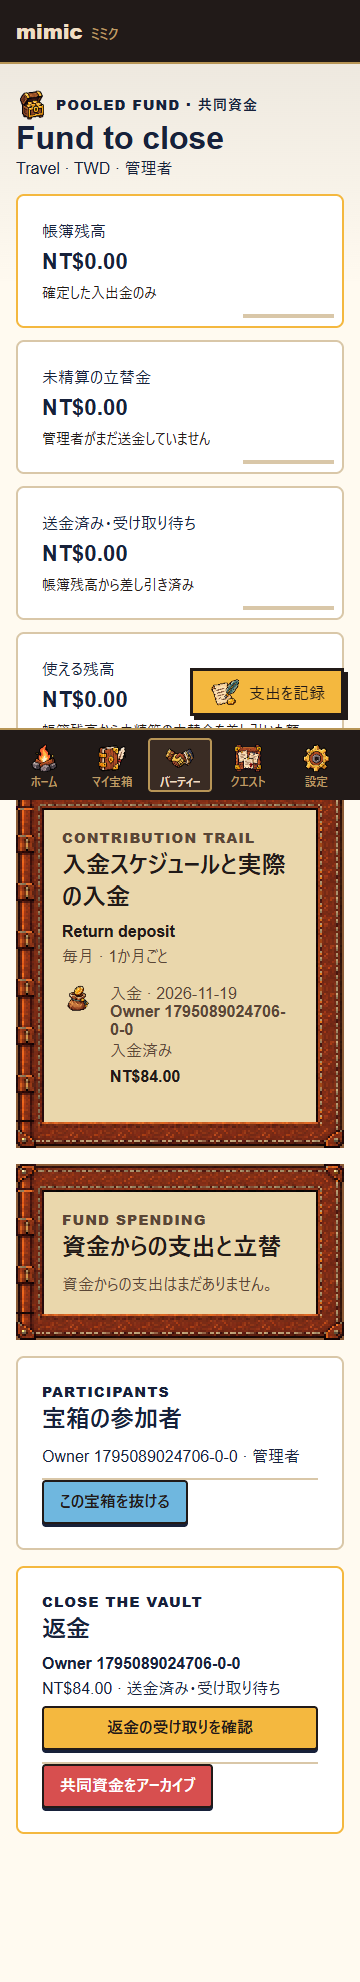 mimic ミミク
POOLED FUND · 共同資金
Fund to close
Travel · TWD · 管理者
帳簿残高
NT$0.00
確定した入出金のみ
未精算の立替金
NT$0.00
管理者がまだ送金していません
送金済み・受け取り待ち
NT$0.00
帳簿残高から差し引き済み
使える残高
NT$0.00
支出を記録
ホーム
マイ宝箱
パーティー
クエスト
設定
CONTRIBUTION TRAIL
入金スケジュールと実際
の入金
Return deposit
毎月 · 1か月ごと
入金 · 2026-11-19
Owner 1795089024706-
0-0
入金済み
NT$84.00
FUND SPENDING
資金からの支出と立替
資金からの支出はまだありません。
PARTICIPANTS
宝箱の参加者
Owner 1795089024706-0-0 · 管理者
この宝箱を抜ける
CLOSE THE VAULT
返金
Owner 1795089024706-0-0
NT$84.00 · 送金済み・受け取り待ち
返金の受け取りを確認
共同資金をアーカイブ